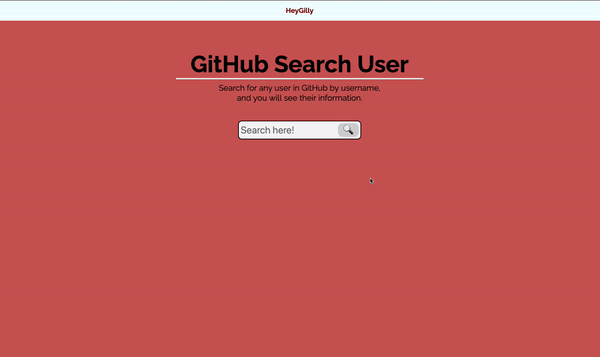 HeyGilly
GitHub Search User
Search for any user in GitHub by username,
and you will see their information.
Search here!